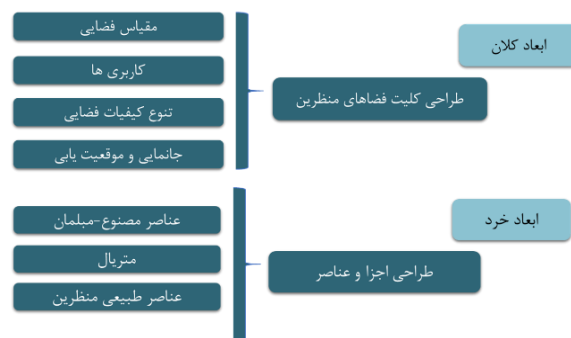 ابعاد کلان
طراحی کلیت فضاهای منظرین
مقیاس فضایی
کاربری ها
تنوع کیفیات فضایی
جانمایی و موقعیت یابی
ابعاد خرد
طراحی اجزا و عناصر
عناصر مصنوع-مبلمان
متریال
عناصر طبیعی منظرین